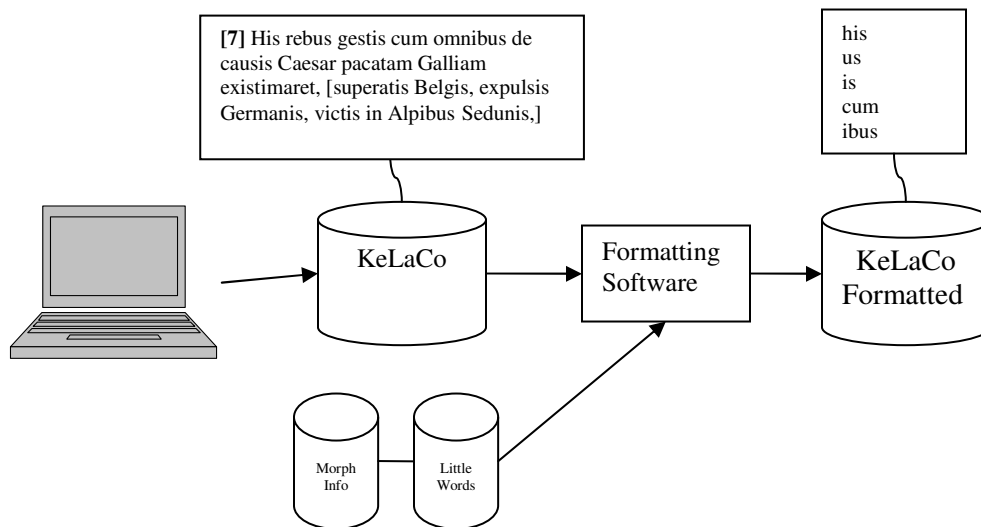 [7] His rebus gestis cum omnibus de
causis Caesar pacatam Galliam
existimaret, [superatis Belgis, expulsis
Germanis, victis in Alpibus Sedunis,]
his
us
is
cum
ibus
KeLaCo
Formatting
Software
KeLaCo
Formatted
Morph
Info
Little
Words